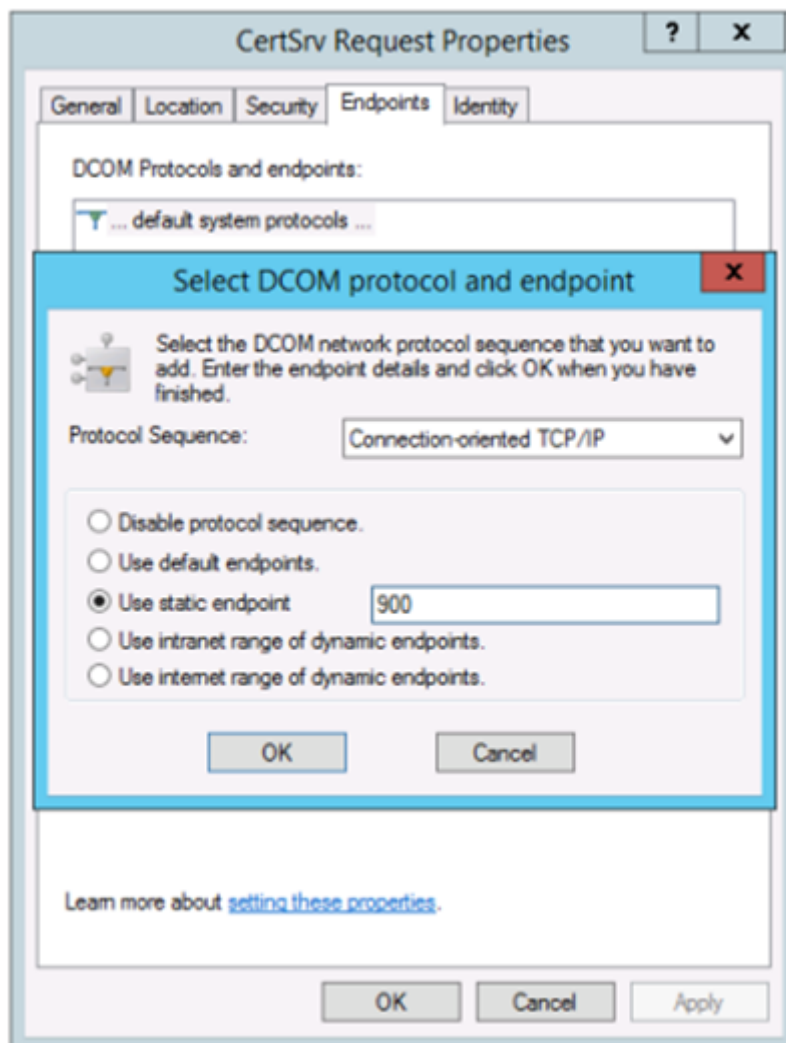 CertSrv Request Properties
? x
General Location Security Endpoints Identity
DCOM Protocols and endpoints:
... default system protocols ...
Select DCOM protocol and endpoint
x
Select the DCOM network protocol sequence that you want to
add. Enter the endpoint details and click OK when you have
finished.
Protocol Sequence: Connection-oriented TCP/IP
Disable protocol sequence.
Use default endpoints.
Use static endpoint 900
Use intranet range of dynamic endpoints.
Use internet range of dynamic endpoints.
OK Cancel
Learn more about setting these properties.
OK Cancel Apply